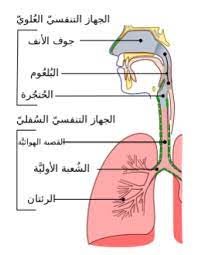 الجهاز التنفسيّ العُلويّ
جوف الأنف
البُلعُوم
الحُنجُرة
الجهاز التنفسيّ السُفليّ
القصبة الهوائيَّة
الشُعبة الأوليَّة
الرئتان